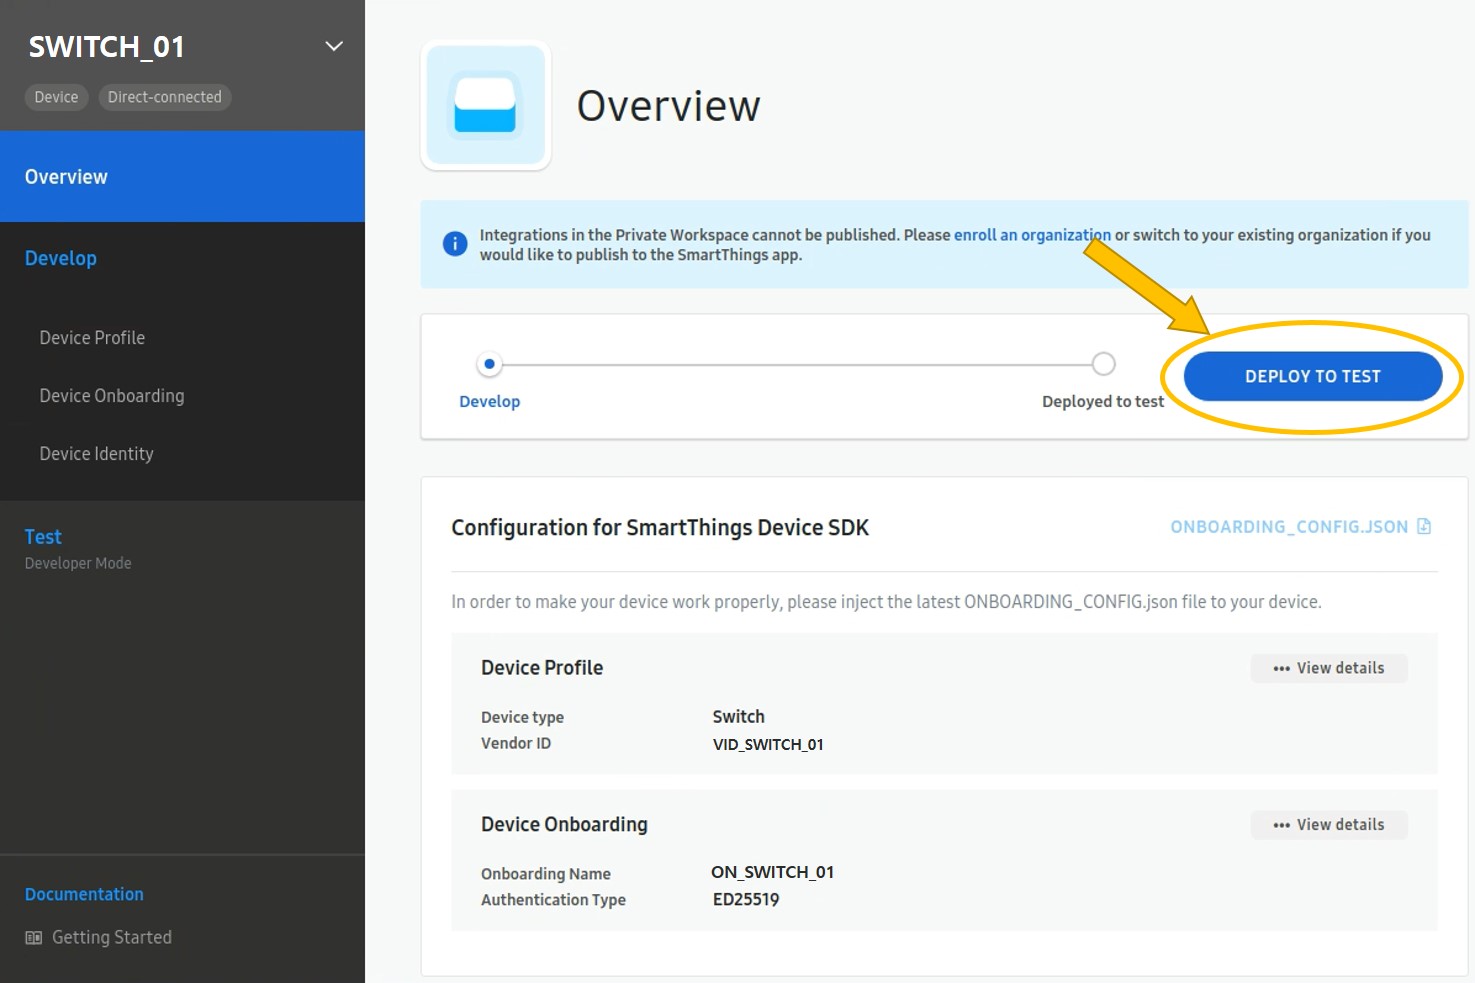 SWITCH_01
Device
Direct-connected
Overview
Develop
Device Profile
Device Onboarding
Device Identity
Test
Developer Mode
Documentation
Getting Started
Overview
Integrations in the Private Workspace cannot be published. Please enroll an organization or switch to your existing organization if you
would like to publish to the SmartThings app.
Develop
Deployed to test
DEPLOY TO TEST
Configuration for SmartThings Device SDK
ONBOARDING_CONFIG.JSON
In order to make your device work properly, please inject the latest ONBOARDING_CONFIG.json file to your device.
Device Profile
View details
Device type Switch
Vendor ID VID_SWITCH_01
Device Onboarding
View details
Onboarding Name ON_SWITCH_01
Authentication Type ED25519